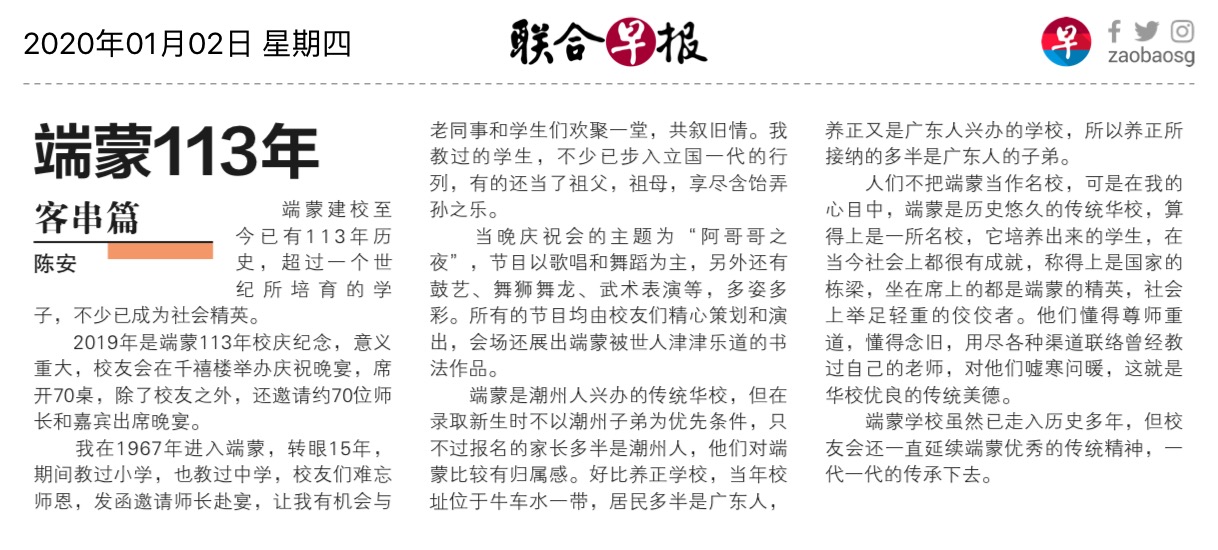 2020年01月02日 星期四
联合早报
早
zaobaosg
端蒙113年
客串篇
陈安
端蒙建校至
今已有113年历
史，超过一个世
纪所培育的学
子，不少已成为社会精英。
2019年是端蒙113年校庆纪念，意义
重大，校友会在千禧楼举办庆祝晚宴，席
开70桌，除了校友之外，还邀请约70位师
长和嘉宾出席晚宴。
我在1967年进入端蒙，转眼15年，
期间教过小学，也教过中学，校友们难忘
师恩，发函邀请师长赴宴，让我有机会与
老同事和学生们欢聚一堂，共叙旧情。我
教过的学生，不少已步入立国一代的行
列，有的还当了祖父，祖母，享尽含饴弄
孙之乐。
当晚庆祝会的主题为“阿哥哥之
夜”，节目以歌唱和舞蹈为主，另外还有
鼓艺、舞狮舞龙、武术表演等，多姿多
彩。所有的节目均由校友们精心策划和演
出，会场还展出端蒙被世人津津乐道的书
法作品。
端蒙是潮州人兴办的传统华校，但在
录取新生时不以潮州子弟为优先条件，只
不过报名的家长多半是潮州人，他们对端
蒙比较有归属感。好比养正学校，当年校
址位于牛车水一带，居民多半是广东人，
养正又是广东人兴办的学校，所以养正所
接纳的多半是广东人的子弟。
人们不把端蒙当作名校，可是在我的
心目中，端蒙是历史悠久的传统华校，算
得上是一所名校，它培养出来的学生，在
当今社会上都很有成就，称得上是国家的
栋梁，坐在席上的都是端蒙的精英，社会
上举足轻重的佼佼者。他们懂得尊师重
道，懂得念旧，用尽各种渠道联络曾经教
过自己的老师，对他们嘘寒问暖，这就是
华校优良的传统美德。
端蒙学校虽然已走入历史多年，但校
友会还一直延续端蒙优秀的传统精神，一
代一代的传承下去。